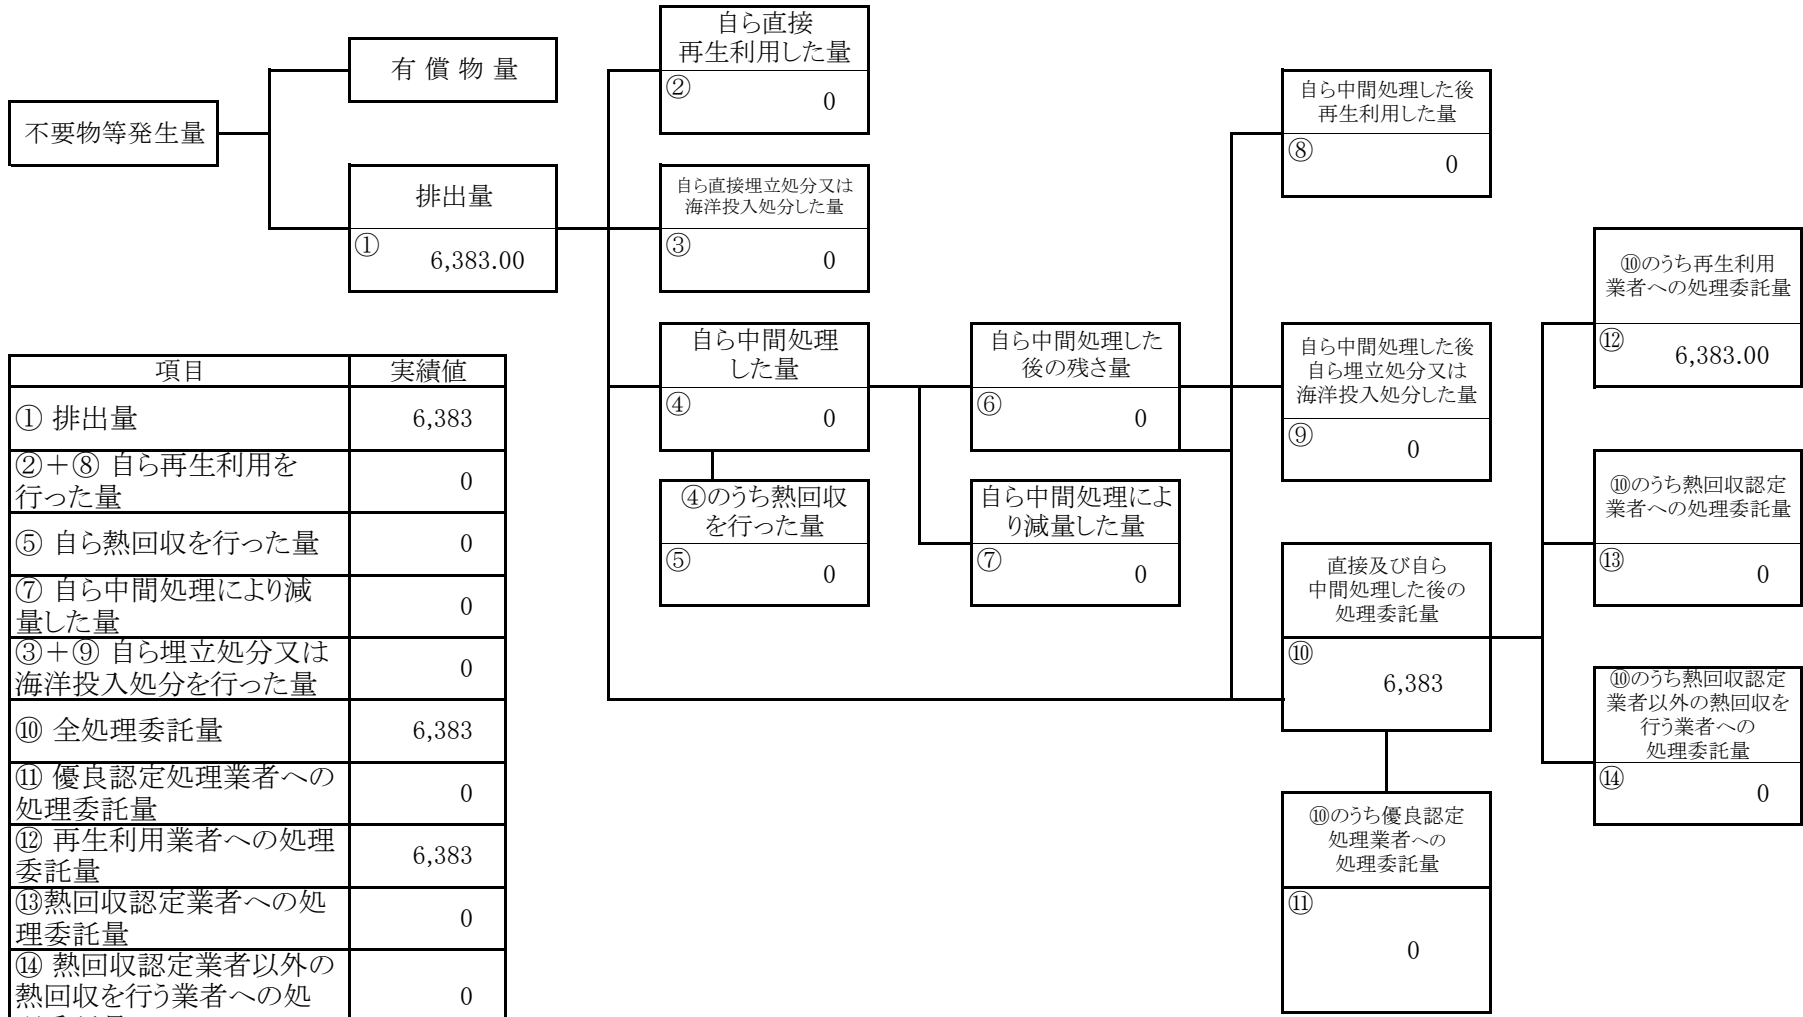 不要物等発生量
有 償 物 量
排出量
①
6,383.00
自ら直接
再生利用した量
②
0
自ら直接埋立処分又は
海洋投入処分した量
③
0
自ら中間処理
した量
④
0
④のうち熱回収
を行った量
⑤
0
自ら中間処理した
後の残さ量
⑥
0
自ら中間処理によ
り減量した量
⑦
0
自ら中間処理した後
再生利用した量
⑧
0
自ら中間処理した後
自ら埋立処分又は
海洋投入処分した量
⑨
0
直接及び自ら
中間処理した後の
処理委託量
⑩
6,383
⑩のうち優良認定
処理業者への
処理委託量
⑪
0
⑩のうち再生利用
業者への処理委託量
⑫
6,383.00
⑩のうち熱回収認定
業者への処理委託量
⑬
0
⑩のうち熱回収認定
業者以外の熱回収を
行う業者への
処理委託量
⑭
0
項目 実績値
① 排出量 6,383
②+⑧ 自ら再生利用を
行った量 0
⑤ 自ら熱回収を行った量 0
⑦ 自ら中間処理により減
量した量 0
③+⑨ 自ら埋立処分又は
海洋投入処分を行った量 0
⑩ 全処理委託量 6,383
⑪ 優良認定処理業者への
処理委託量 0
⑫ 再生利用業者への処理
委託量 6,383
⑬熱回収認定業者への処
理委託量 0
⑭ 熱回収認定業者以外の
熱回収を行う業者への処 0